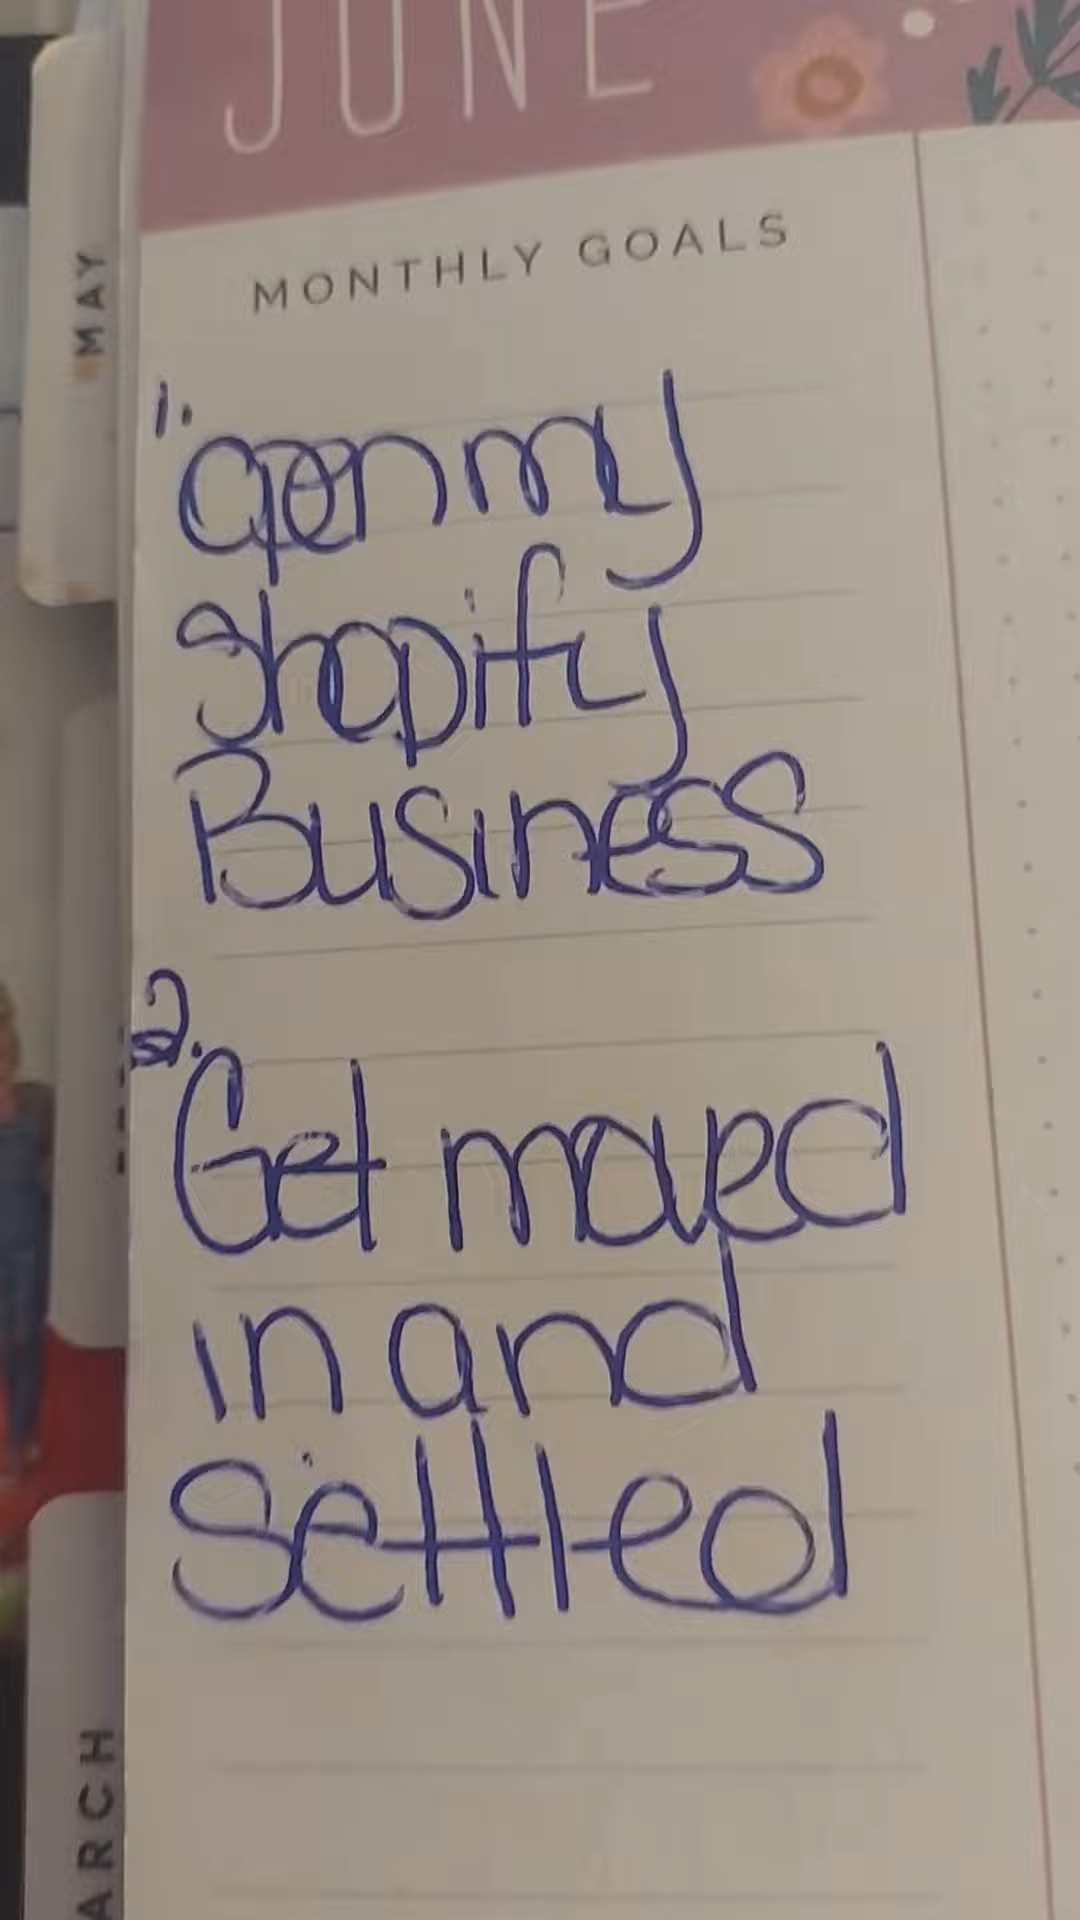 JUNE
MONTHLY GOALS
MAY
1.
open my
Shopify
Business
2.
Get moved
in and
Settled
ARCH